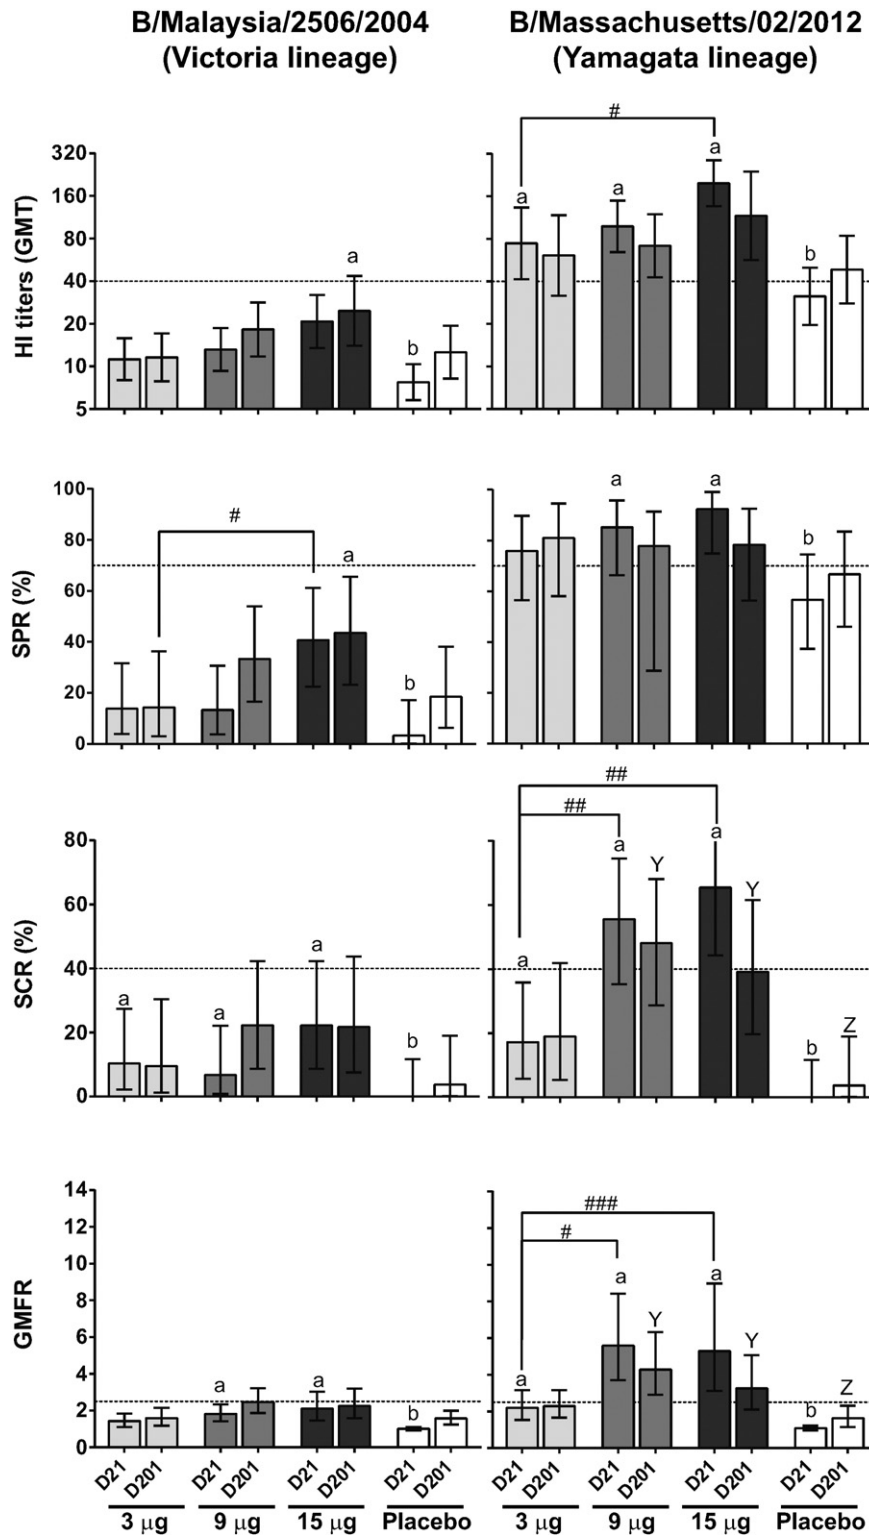 B/Malaysia/2506/2004
(Victoria lineage)
B/Massachusetts/02/2012
(Yamagata lineage)
HI titers (GMT)
320
160
80
40
20
10
5
a
b
#
a
a
a
b
SPR (%)
100
80
60
40
20
0
#
a
b
a
a
b
SCR (%)
80
60
40
20
0
a
a
a
b
##
##
a
a
Y
a
Y
b
Z
GMFR
14
12
10
8
6
4
2
0
a
a
b
###
#
a
a
Y
a
Y
b
Z
D21 D201 D21 D201 D21 D201 D21 D201 D21 D201 D21 D201 D21 D201 D21 D201
3 μg 9 μg 15 μg Placebo 3 μg 9 μg 15 μg Placebo